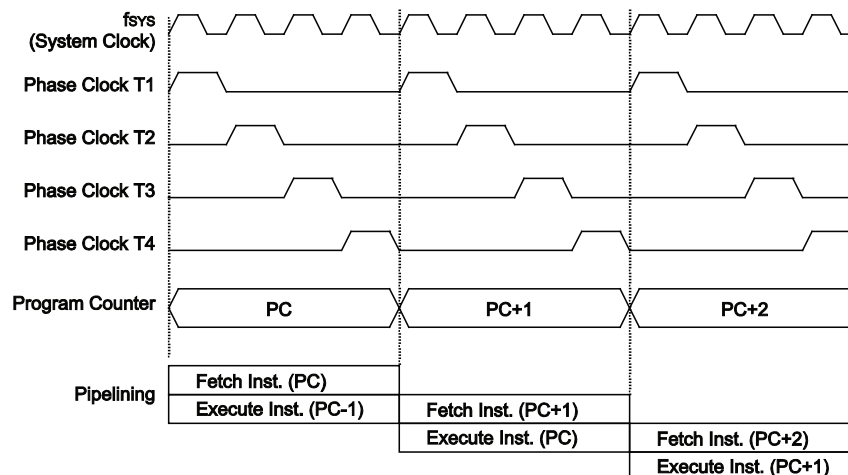 fSYS
(System Clock)
Phase Clock T1
Phase Clock T2
Phase Clock T3
Phase Clock T4
Program Counter
PC
PC+1
PC+2
Pipelining
Fetch Inst. (PC)
Execute Inst. (PC-1)
Fetch Inst. (PC+1)
Execute Inst. (PC)
Fetch Inst. (PC+2)
Execute Inst. (PC+1)